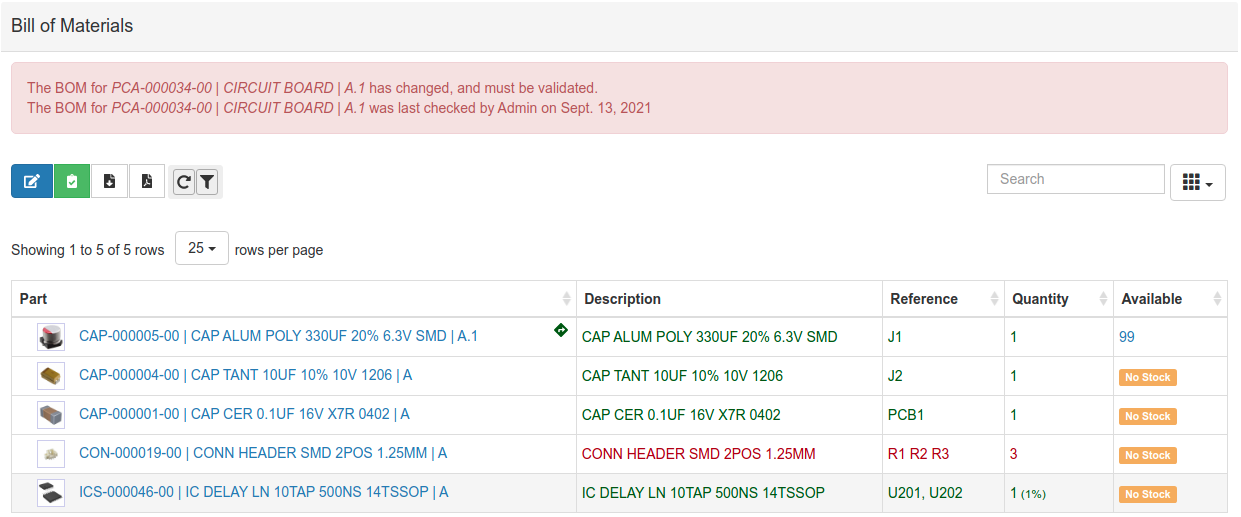 Bill of Materials
The BOM for PCA-000034-00 | CIRCUIT BOARD | A.1 has changed, and must be validated.
The BOM for PCA-000034-00 | CIRCUIT BOARD | A.1 was last checked by Admin on Sept. 13, 2021
Search
Showing 1 to 5 of 5 rows 25 rows per page
Part Description Reference Quantity Available
CAP-000005-00 | CAP ALUM POLY 330UF 20% 6.3V SMD | A.1 CAP ALUM POLY 330UF 20% 6.3V SMD J1 1 99
CAP-000004-00 | CAP TANT 10UF 10% 10V 1206 | A CAP TANT 10UF 10% 10V 1206 J2 1 No Stock
CAP-000001-00 | CAP CER 0.1UF 16V X7R 0402 | A CAP CER 0.1UF 16V X7R 0402 PCB1 1 No Stock
CON-000019-00 | CONN HEADER SMD 2POS 1.25MM | A CONN HEADER SMD 2POS 1.25MM R1 R2 R3 3 No Stock
ICS-000046-00 | IC DELAY LN 10TAP 500NS 14TSSOP | A IC DELAY LN 10TAP 500NS 14TSSOP U201, U202 1 (1%) No Stock